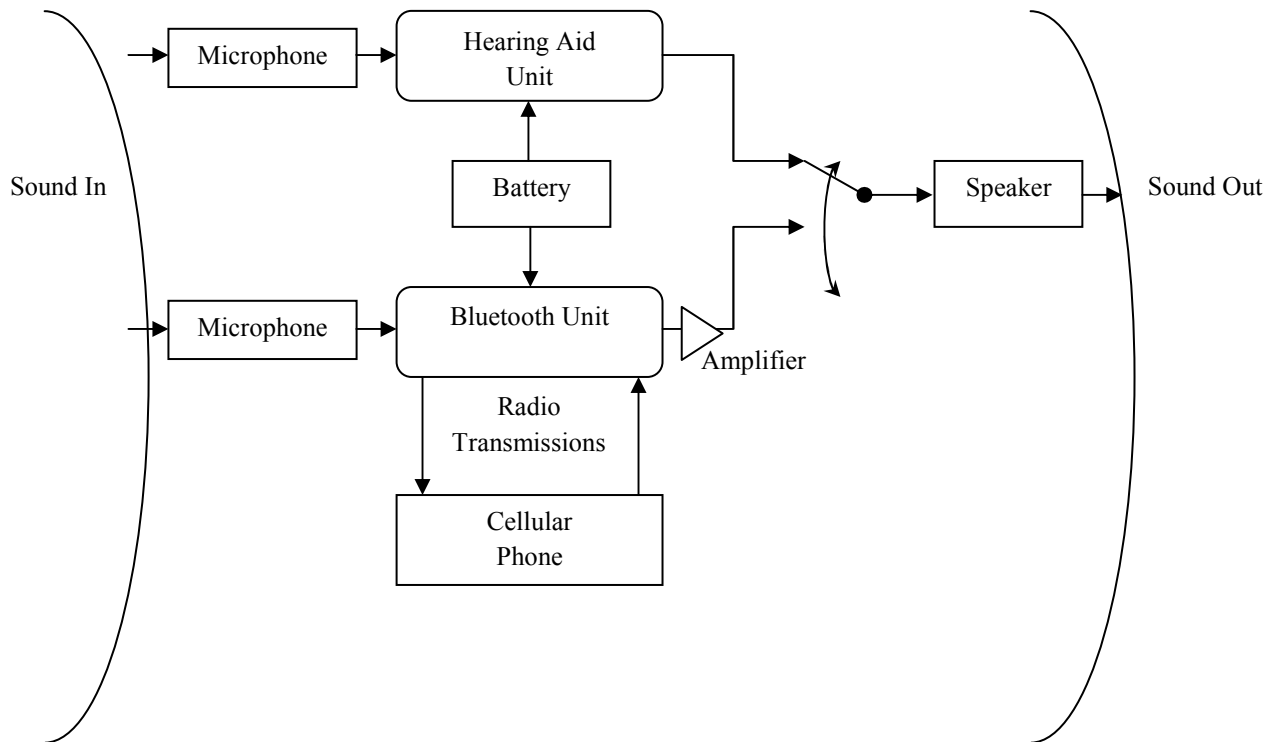 Microphone
Hearing Aid
Unit
Sound In
Battery
Speaker
Sound Out
Microphone
Bluetooth Unit
Amplifier
Radio
Transmissions
Cellular
Phone